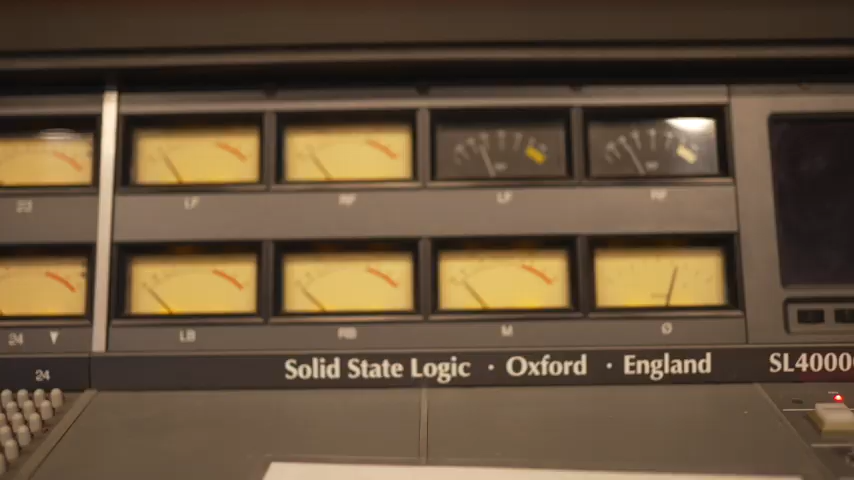 23 LF RF LF RF
24 LB RB M Ø
24 Solid State Logic · Oxford · England SL4000